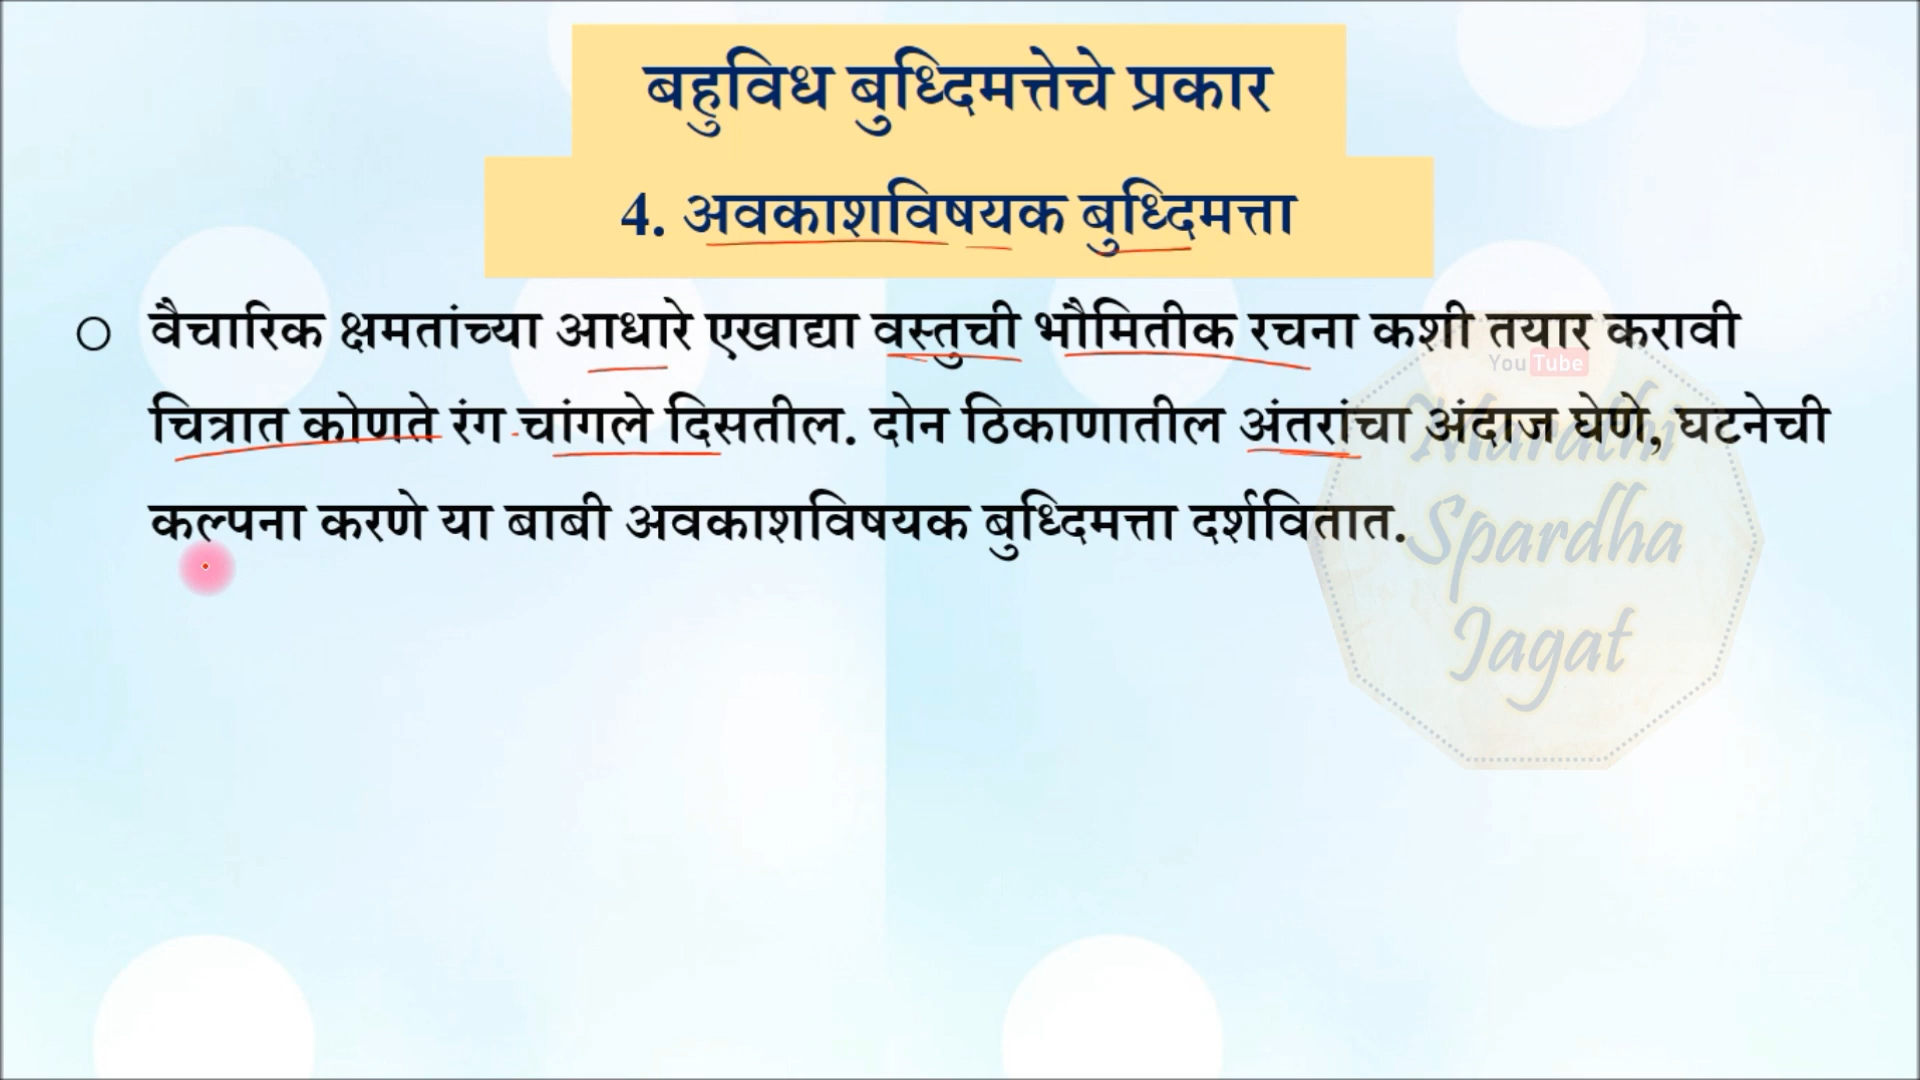 बहुविध बुध्दिमत्तेचे प्रकार
4. अवकाशविषयक बुध्दिमत्ता
वैचारिक क्षमतांच्या आधारे एखाद्या वस्तुची भौमितीक रचना कशी तयार करावी
चित्रात कोणते रंग चांगले दिसतील. दोन ठिकाणातील अंतरांचा अंदाज घेणे, घटनेची
कल्पना करणे या बाबी अवकाशविषयक बुध्दिमत्ता दर्शवितात.
YouTube
Marathi
Spardha
Jagat